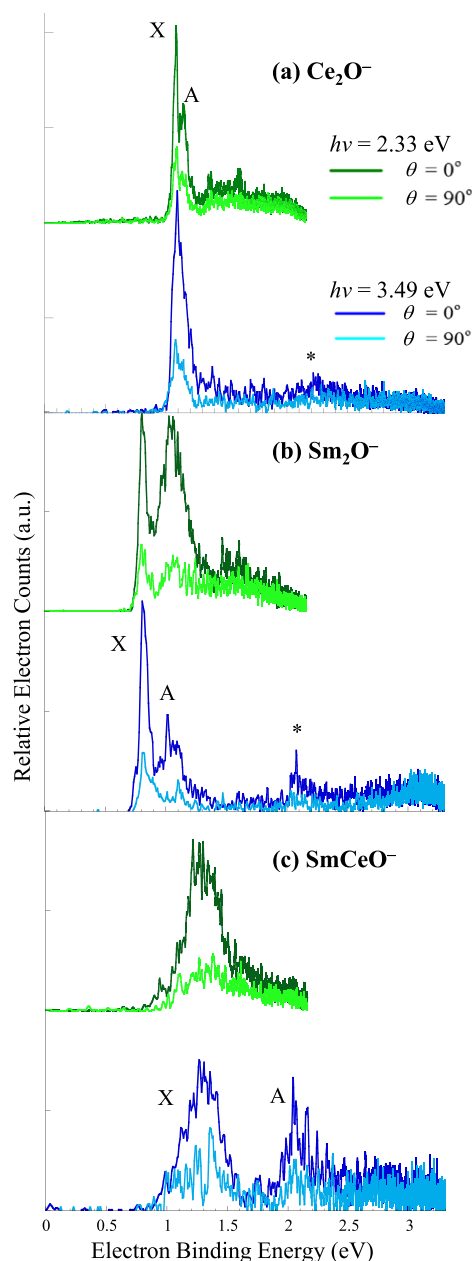 X
(a) Ce₂O⁻
A
hν = 2.33 eV
θ = 0°
θ = 90°
hν = 3.49 eV
θ = 0°
θ = 90°
*
(b) Sm₂O⁻
X
A
*
Relative Electron Counts (a.u.)
(c) SmCeO⁻
X
A
0 0.5 1 1.5 2 2.5 3
Electron Binding Energy (eV)